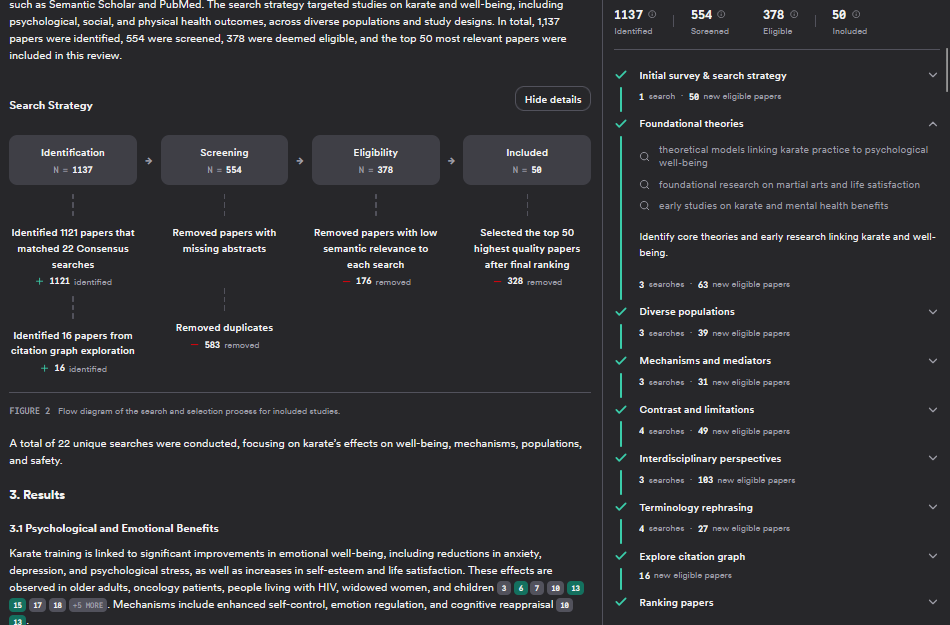 such as Semantic Scholar and PubMed. The search strategy targeted studies on karate and well-being, including
psychological, social, and physical health outcomes, across diverse populations and study designs. In total, 1,137
papers were identified, 554 were screened, 378 were deemed eligible, and the top 50 most relevant papers were
included in this review.
Search Strategy
Hide details
Identification
N = 1137
Screening
N = 554
Eligibility
N = 378
Included
N = 50
Identified 1121 papers that
matched 22 Consensus
searches
+ 1121 identified
Identified 16 papers from
citation graph exploration
+ 16 identified
Removed papers with
missing abstracts
Removed duplicates
— 583 removed
Removed papers with low
semantic relevance to
each search
— 176 removed
Selected the top 50
highest quality papers
after final ranking
— 328 removed
FIGURE 2 Flow diagram of the search and selection process for included studies.
A total of 22 unique searches were conducted, focusing on karate's effects on well-being, mechanisms, populations,
and safety.
3. Results
3.1 Psychological and Emotional Benefits
Karate training is linked to significant improvements in emotional well-being, including reductions in anxiety,
depression, and psychological stress, as well as increases in self-esteem and life satisfaction. These effects are
observed in older adults, oncology patients, people living with HIV, widowed women, and children 3 6 7 10 13
15 17 18 +5 MORE . Mechanisms include enhanced self-control, emotion regulation, and cognitive reappraisal 10
13 .
1137
Identified
554
Screened
378
Eligible
50
Included
Initial survey & search strategy
1 search · 50 new eligible papers
Foundational theories
theoretical models linking karate practice to psychological
well-being
foundational research on martial arts and life satisfaction
early studies on karate and mental health benefits
Identify core theories and early research linking karate and well-
being.
3 searches · 63 new eligible papers
Diverse populations
3 searches · 39 new eligible papers
Mechanisms and mediators
3 searches · 31 new eligible papers
Contrast and limitations
4 searches · 49 new eligible papers
Interdisciplinary perspectives
3 searches · 103 new eligible papers
Terminology rephrasing
4 searches · 27 new eligible papers
Explore citation graph
16 new eligible papers
Ranking papers